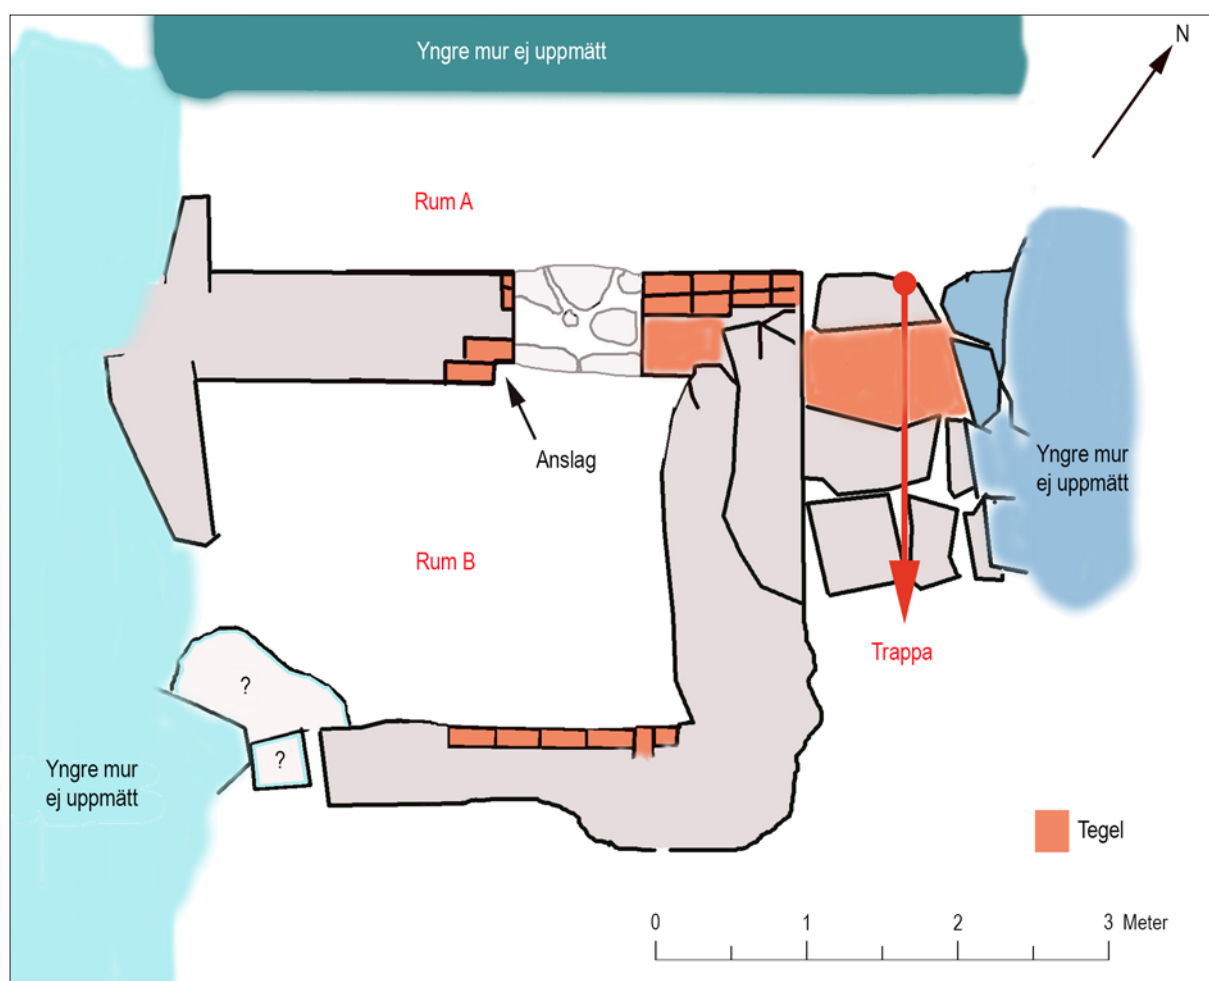 Yngre mur ej uppmätt
N
Rum A
Anslag
Yngre mur
ej uppmätt
Rum B
Trappa
?
?
Yngre mur
ej uppmätt
Tegel
0 1 2 3 Meter